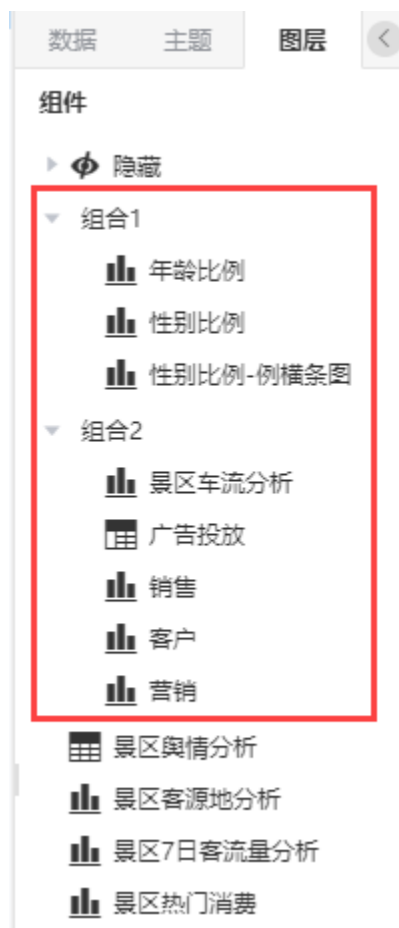 数据 主题 图层
组件
隐藏
组合1
年龄比例
性别比例
性别比例-例横条图
组合2
景区车流分析
广告投放
销售
客户
营销
景区舆情分析
景区客源地分析
景区7日客流量分析
景区热门消费